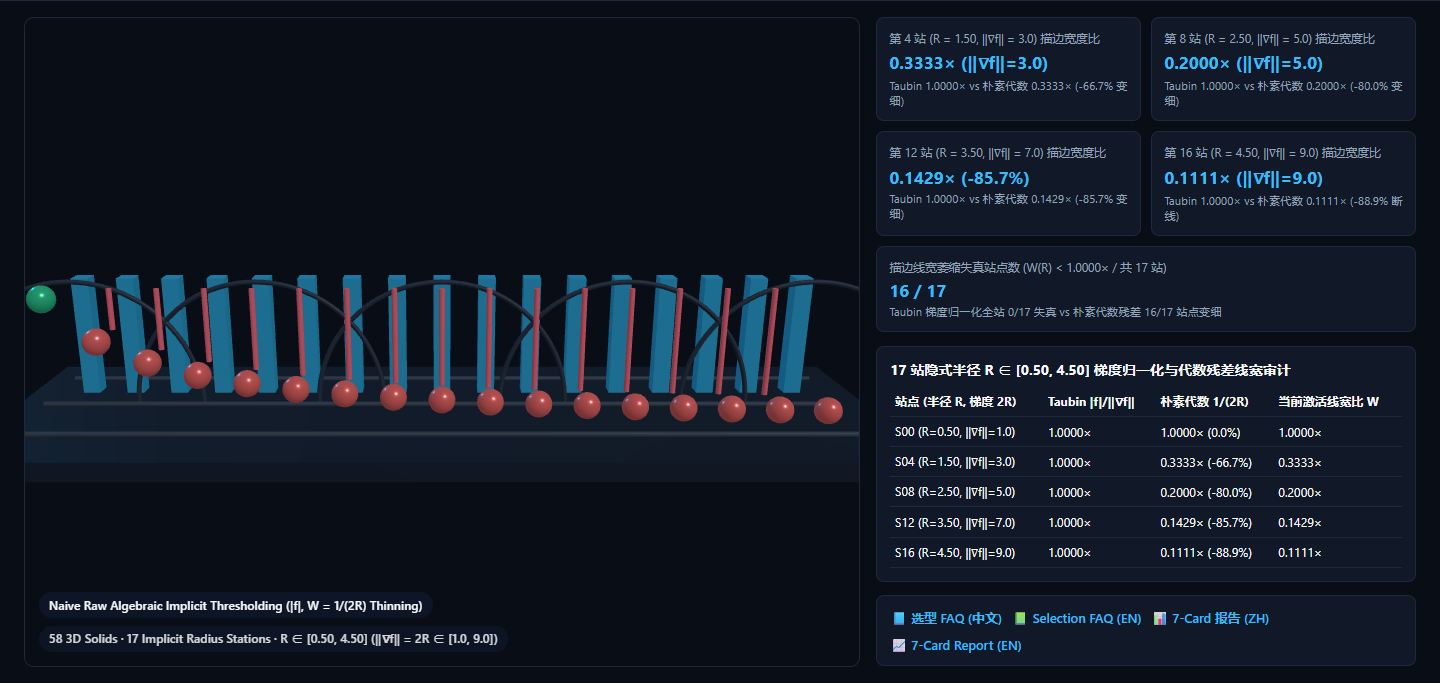 第 4 站 (R = 1.50, ||∇f|| = 3.0) 描边宽度比
0.3333× (||∇f||=3.0)
Taubin 1.0000× vs 朴素代数 0.3333× (-66.7% 变
细)
第 8 站 (R = 2.50, ||∇f|| = 5.0) 描边宽度比
0.2000× (||∇f||=5.0)
Taubin 1.0000× vs 朴素代数 0.2000× (-80.0% 变
细)
第 12 站 (R = 3.50, ||∇f|| = 7.0) 描边宽度比
0.1429× (-85.7%)
Taubin 1.0000× vs 朴素代数 0.1429× (-85.7% 变
细)
第 16 站 (R = 4.50, ||∇f|| = 9.0) 描边宽度比
0.1111× (||∇f||=9.0)
Taubin 1.0000× vs 朴素代数 0.1111× (-88.9% 断
线)
描边线宽萎缩失真站点数 (W(R) < 1.0000× / 共 17 站)
16 / 17
Taubin 梯度归一化全站 0/17 失真 vs 朴素代数残差 16/17 站点变细
17 站隐式半径 R ∈ [0.50, 4.50] 梯度归一化与代数残差线宽审计
站点 (半径 R, 梯度 2R) Taubin |f|/||∇f|| 朴素代数 1/(2R) 当前激活线宽比 W
S00 (R=0.50, ||∇f||=1.0) 1.0000× 1.0000× (0.0%) 1.0000×
S04 (R=1.50, ||∇f||=3.0) 1.0000× 0.3333× (-66.7%) 0.3333×
S08 (R=2.50, ||∇f||=5.0) 1.0000× 0.2000× (-80.0%) 0.2000×
S12 (R=3.50, ||∇f||=7.0) 1.0000× 0.1429× (-85.7%) 0.1429×
S16 (R=4.50, ||∇f||=9.0) 1.0000× 0.1111× (-88.9%) 0.1111×
Naive Raw Algebraic Implicit Thresholding (|f|, W = 1/(2R) Thinning)
58 3D Solids · 17 Implicit Radius Stations · R ∈ [0.50, 4.50] (||∇f|| = 2R ∈ [1.0, 9.0])
📘 选型 FAQ (中文) 📗 Selection FAQ (EN) 📊 7-Card 报告 (ZH)
📈 7-Card Report (EN)